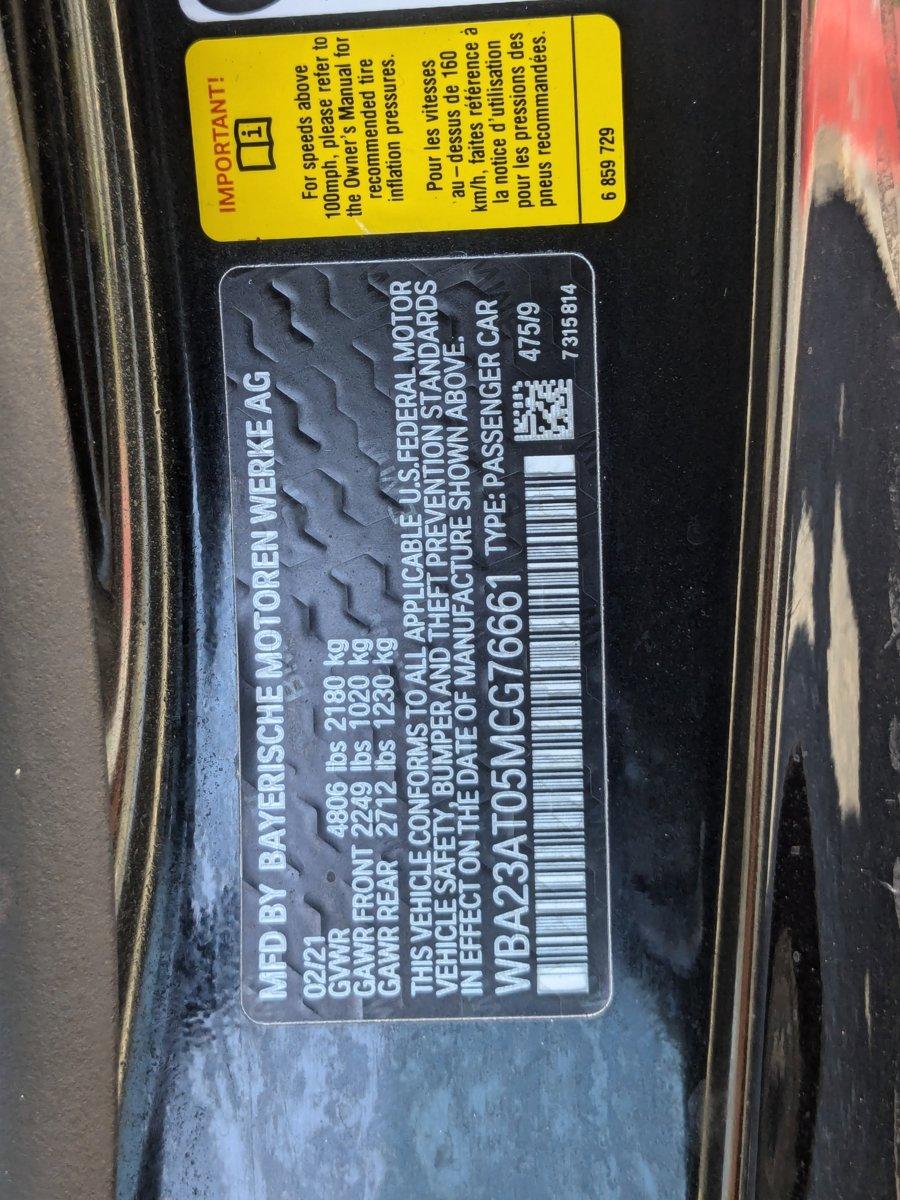 IMPORTANT!
For speeds above
100mph, please refer to
the Owner's Manual for
recommended tire
inflation pressures.
Pour les vitesses
au – dessus de 160
km/h, faites référence à
la notice d'utilisation
pour les pressions des
pneus recommandées.
6 859 729
MFD BY BAYERISCHE MOTOREN WERKE AG
02/21
GVWR 4806 lbs 2180 kg
GAWR FRONT 2249 lbs 1020 kg
GAWR REAR 2712 lbs 1230 kg
THIS VEHICLE CONFORMS TO ALL APPLICABLE U.S. FEDERAL MOTOR
VEHICLE SAFETY, BUMPER AND THEFT PREVENTION STANDARDS
IN EFFECT ON THE DATE OF MANUFACTURE SHOWN ABOVE.
WBA23AT05MCG76661 TYPE: PASSENGER CAR
475/9
7315814